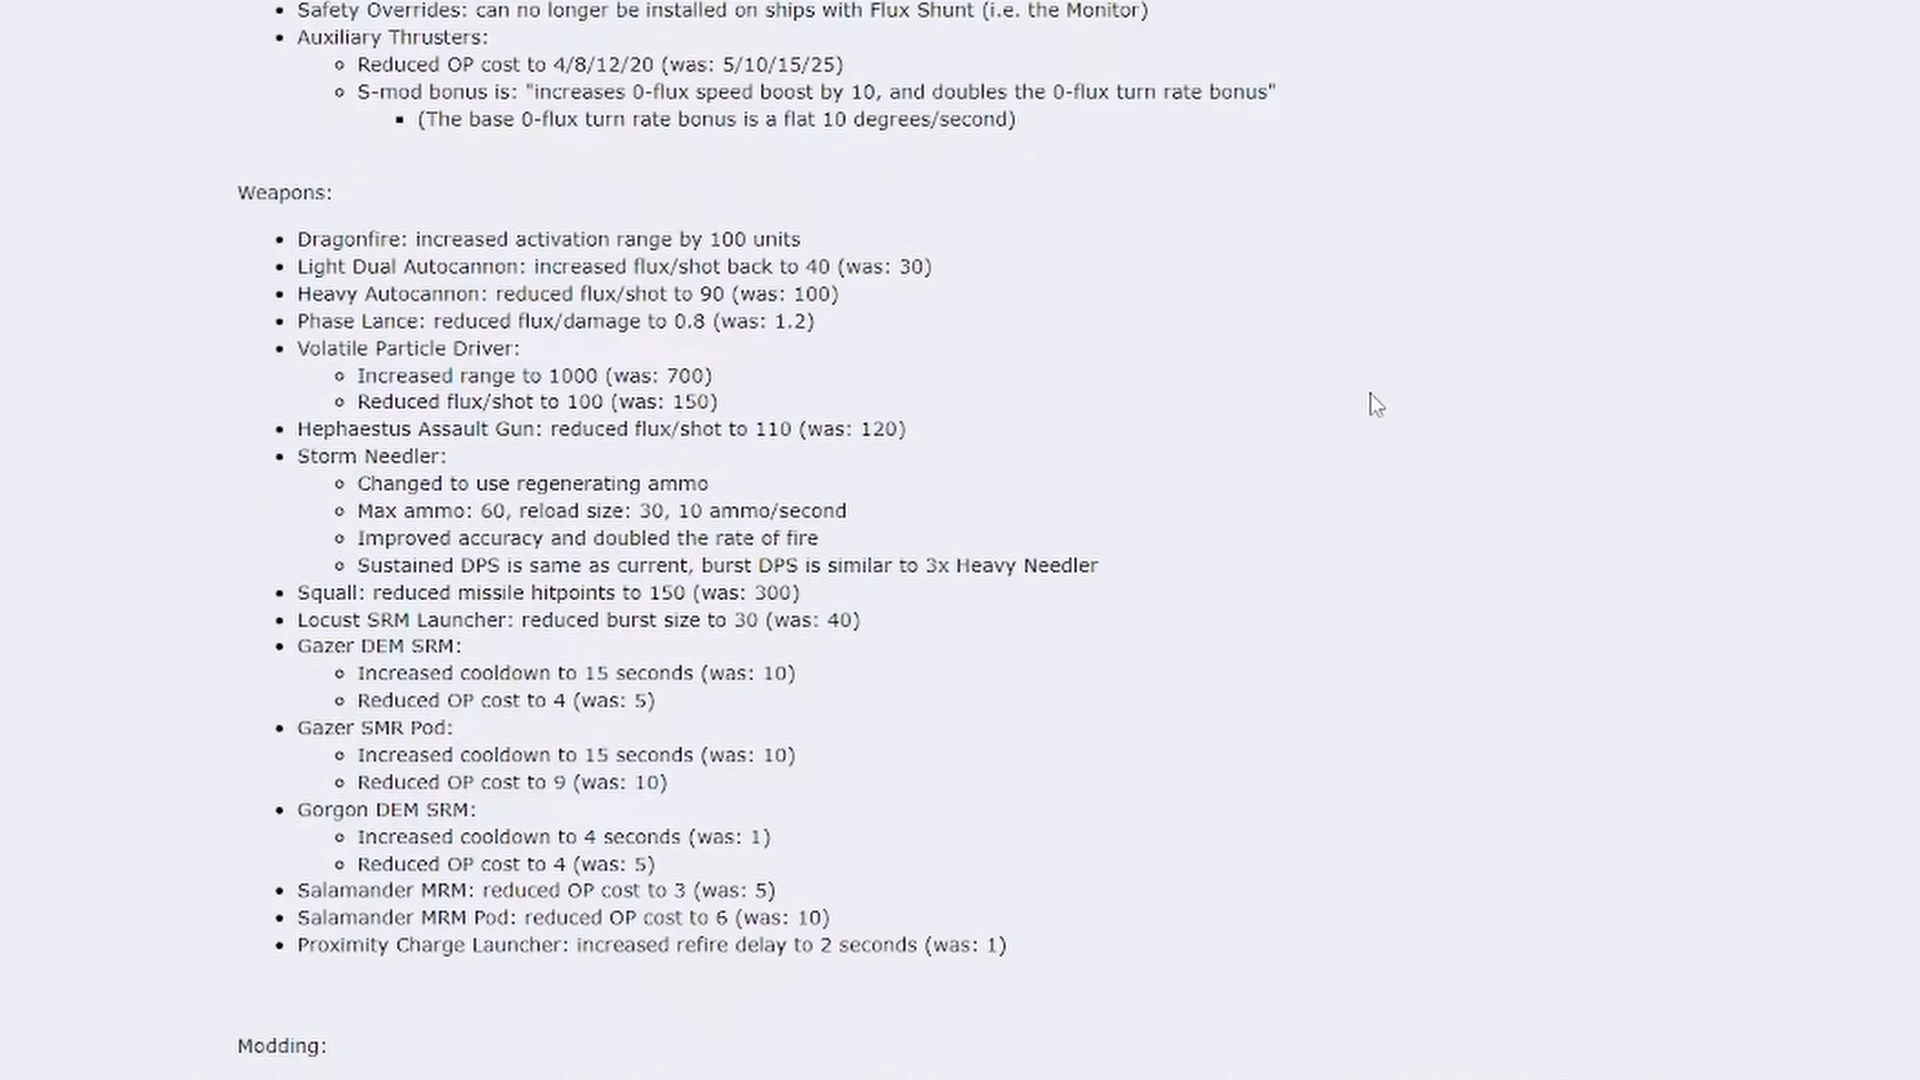 Safety Overrides: can no longer be installed on ships with Flux Shunt (i.e. the Monitor)
Auxiliary Thrusters:
Reduced OP cost to 4/8/12/20 (was: 5/10/15/25)
S-mod bonus is: "increases 0-flux speed boost by 10, and doubles the 0-flux turn rate bonus"
(The base 0-flux turn rate bonus is a flat 10 degrees/second)
Weapons:
Dragonfire: increased activation range by 100 units
Light Dual Autocannon: increased flux/shot back to 40 (was: 30)
Heavy Autocannon: reduced flux/shot to 90 (was: 100)
Phase Lance: reduced flux/damage to 0.8 (was: 1.2)
Volatile Particle Driver:
Increased range to 1000 (was: 700)
Reduced flux/shot to 100 (was: 150)
Hephaestus Assault Gun: reduced flux/shot to 110 (was: 120)
Storm Needler:
Changed to use regenerating ammo
Max ammo: 60, reload size: 30, 10 ammo/second
Improved accuracy and doubled the rate of fire
Sustained DPS is same as current, burst DPS is similar to 3x Heavy Needler
Squall: reduced missile hitpoints to 150 (was: 300)
Locust SRM Launcher: reduced burst size to 30 (was: 40)
Gazer DEM SRM:
Increased cooldown to 15 seconds (was: 10)
Reduced OP cost to 4 (was: 5)
Gazer SMR Pod:
Increased cooldown to 15 seconds (was: 10)
Reduced OP cost to 9 (was: 10)
Gorgon DEM SRM:
Increased cooldown to 4 seconds (was: 1)
Reduced OP cost to 4 (was: 5)
Salamander MRM: reduced OP cost to 3 (was: 5)
Salamander MRM Pod: reduced OP cost to 6 (was: 10)
Proximity Charge Launcher: increased refire delay to 2 seconds (was: 1)
Modding: